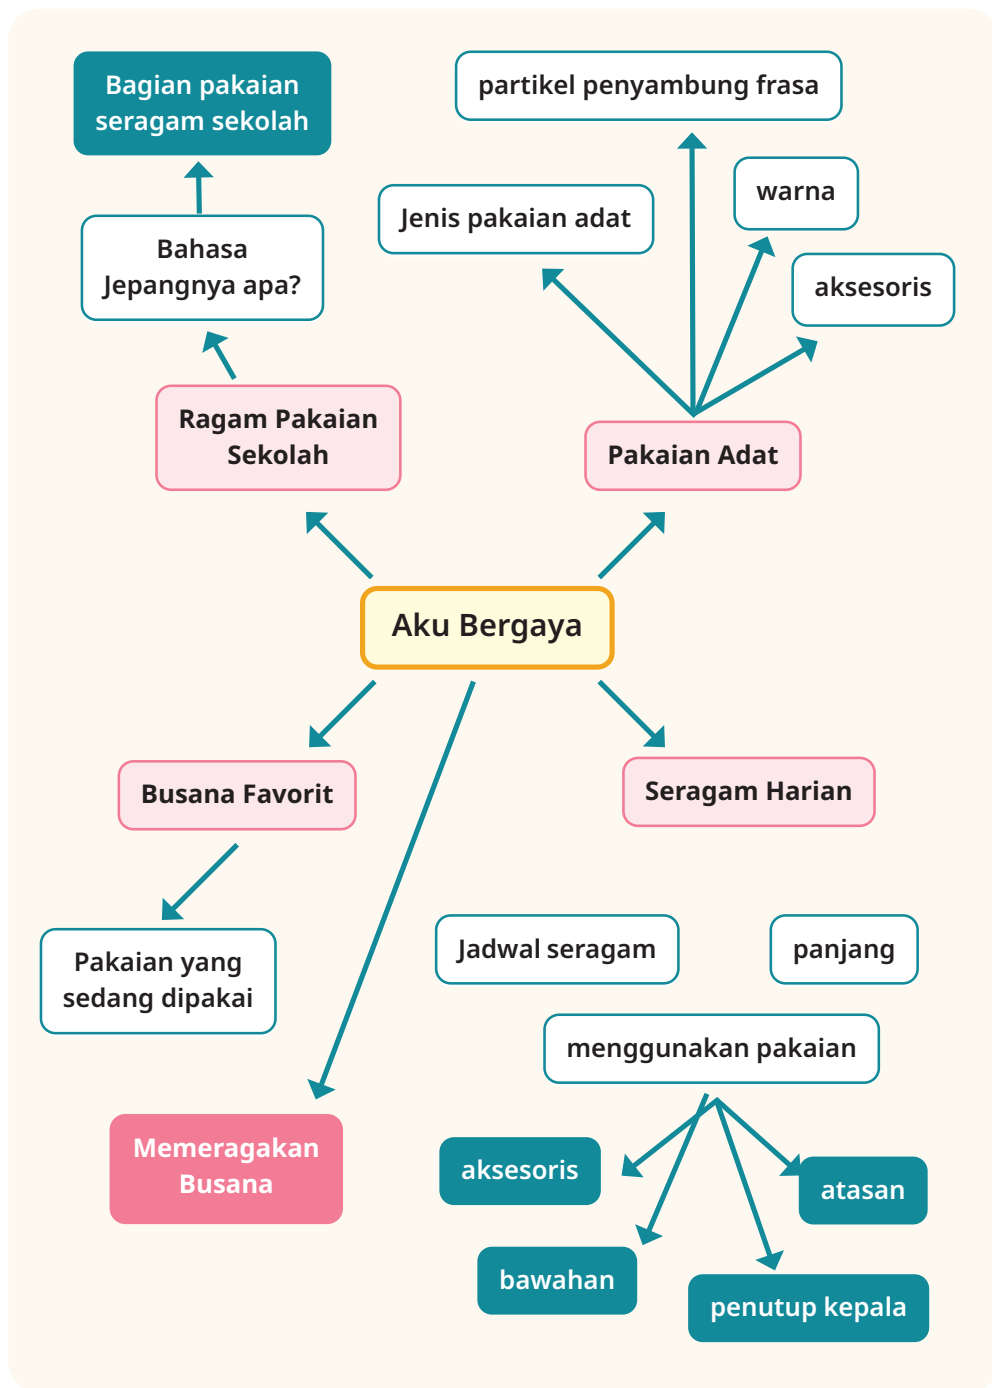 Bagian pakaian
seragam sekolah
partikel penyambung frasa
warna
Jenis pakaian adat
aksesoris
Bahasa
Jepangnya apa?
Ragam Pakaian
Sekolah
Pakaian Adat
Aku Bergaya
Busana Favorit
Seragam Harian
Pakaian yang
sedang dipakai
Jadwal seragam
panjang
menggunakan pakaian
Memeragakan
Busana
aksesoris
atasan
bawahan
penutup kepala